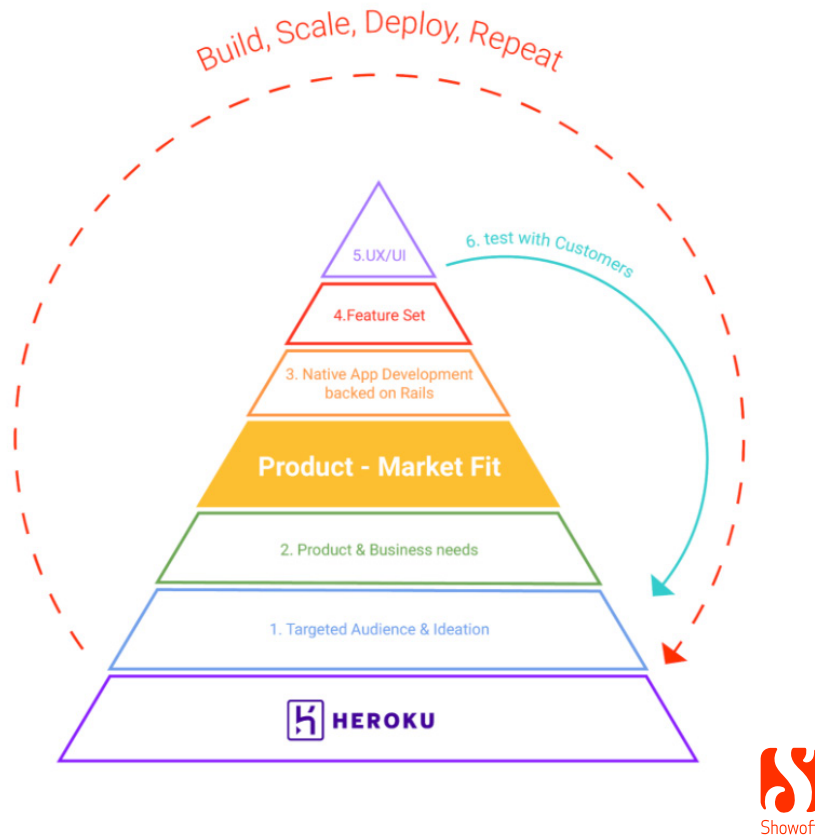 Build, Scale, Deploy, Repeat
5.UX/UI
6. test with Customers
4.Feature Set
3. Native App Development
backed on Rails
Product - Market Fit
2. Product & Business needs
1. Targeted Audience & Ideation
HEROKU
Showof